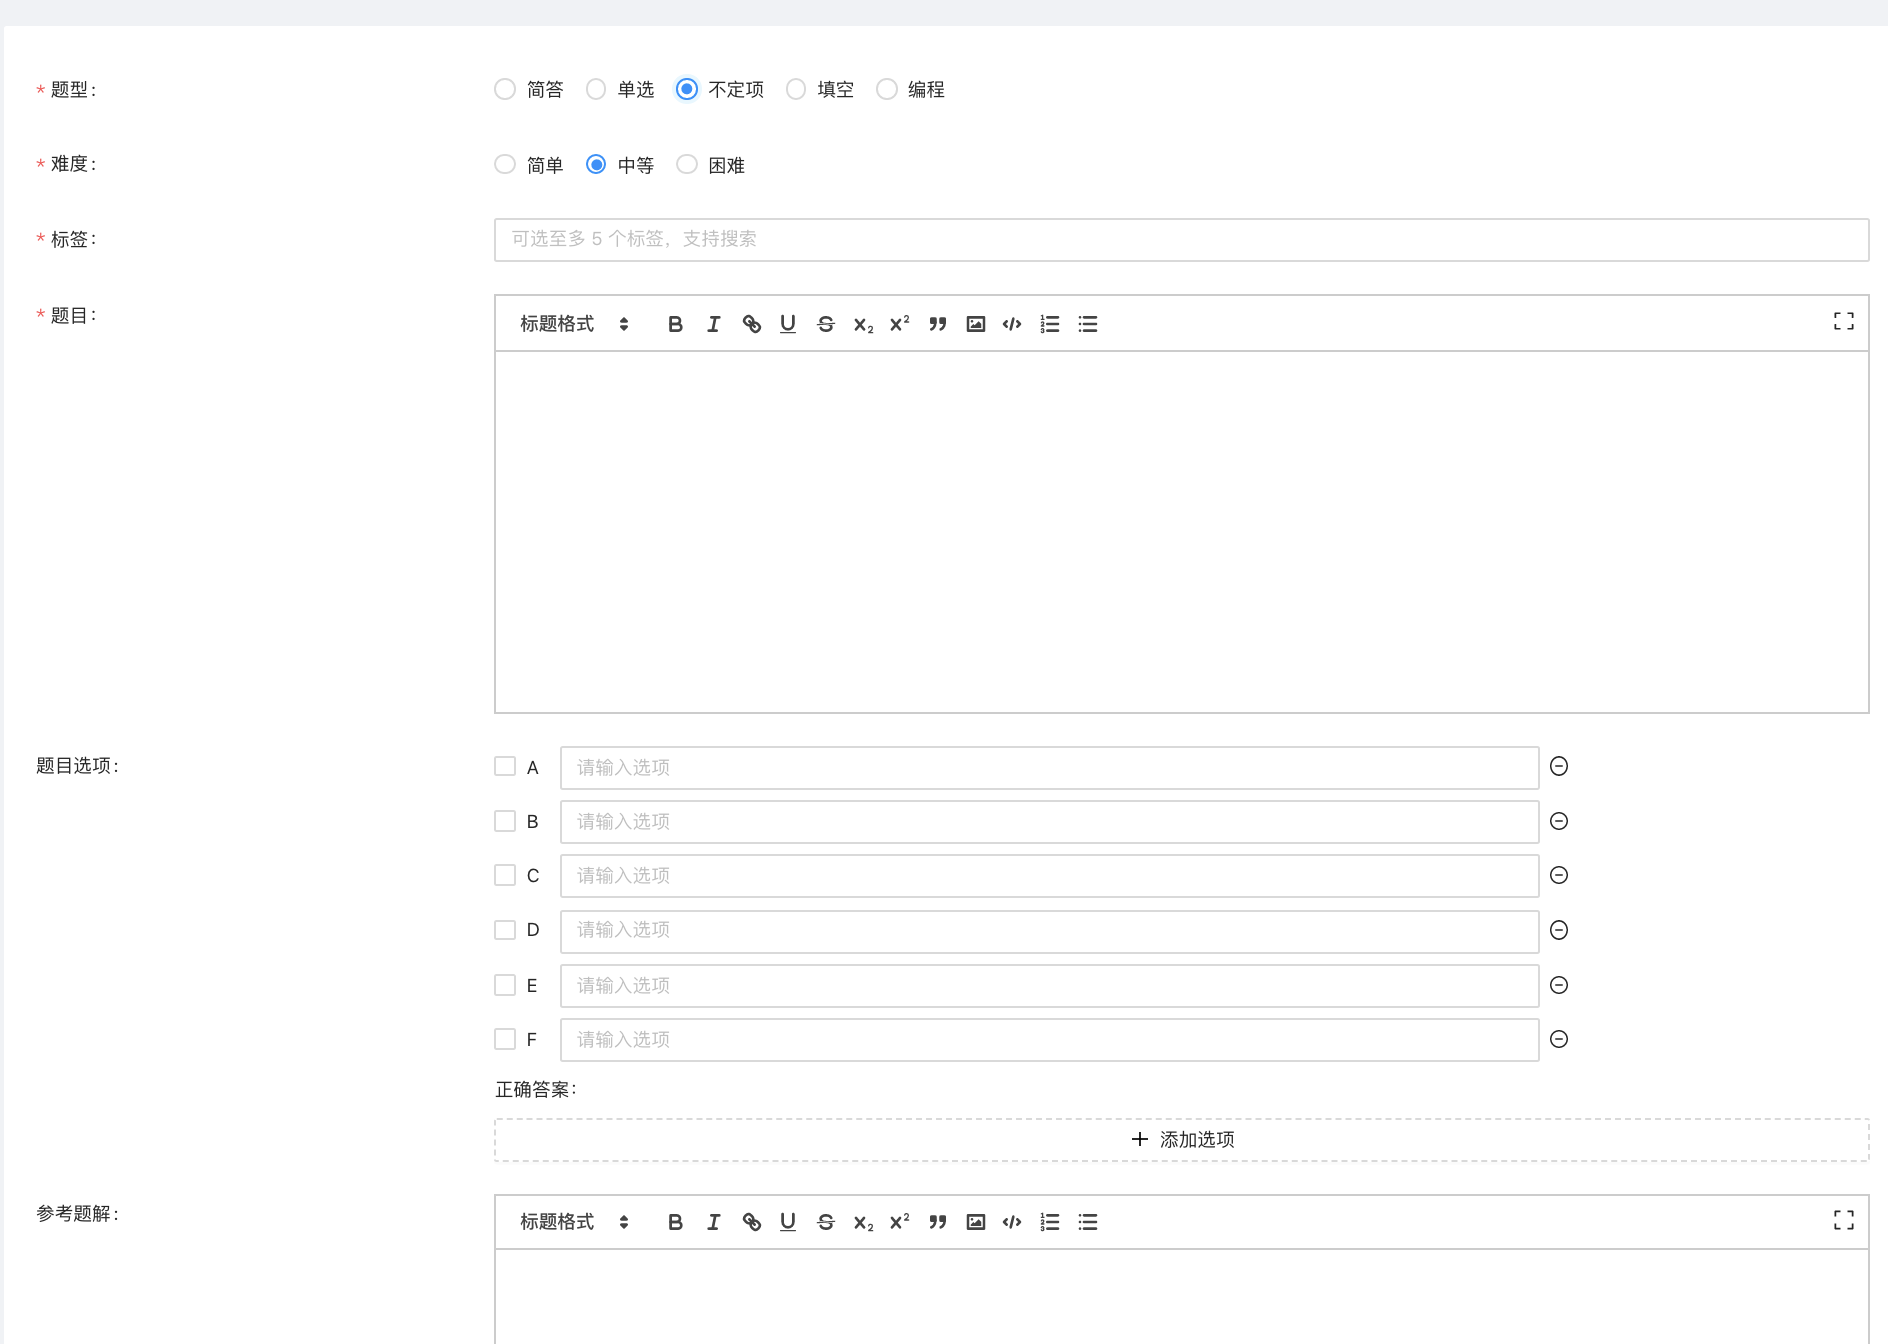 * 题型: 简答 单选 不定项 填空 编程
* 难度: 简单 中等 困难
* 标签: 可选至多 5 个标签，支持搜索
* 题目: 标题格式
题目选项: A 请输入选项
B 请输入选项
C 请输入选项
D 请输入选项
E 请输入选项
F 请输入选项
正确答案:
+ 添加选项
参考题解: 标题格式